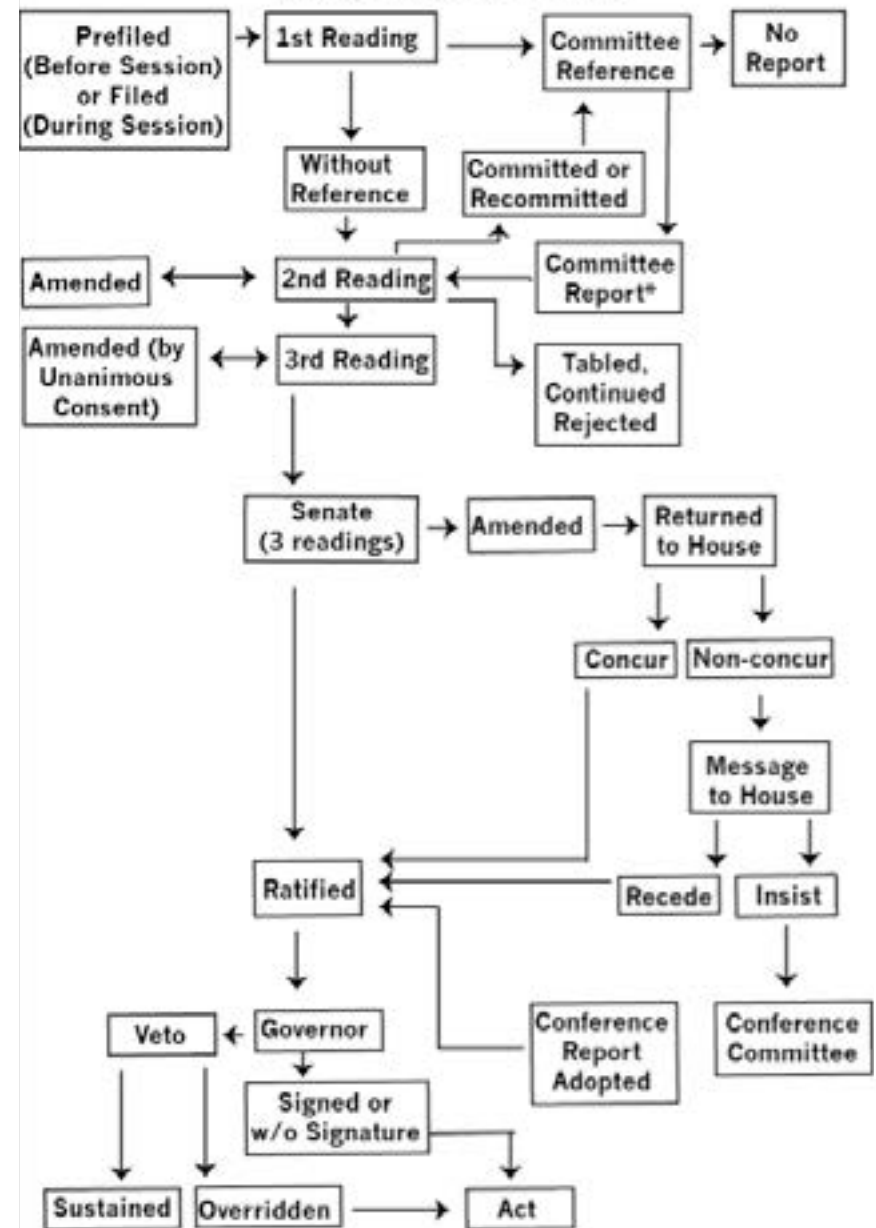 Prefiled
(Before Session)
or Filed
(During Session)
1st Reading
Committee
Reference
No
Report
Without
Reference
Committed or
Recommitted
Amended
2nd Reading
Committee
Report*
Amended (by
Unanimous
Consent)
3rd Reading
Tabled,
Continued
Rejected
Senate
(3 readings)
Amended
Returned
to House
Concur
Non-concur
Message
to House
Ratified
Recede
Insist
Veto
Governor
Conference
Report
Adopted
Conference
Committee
Signed or
w/o Signature
Sustained
Overridden
Act